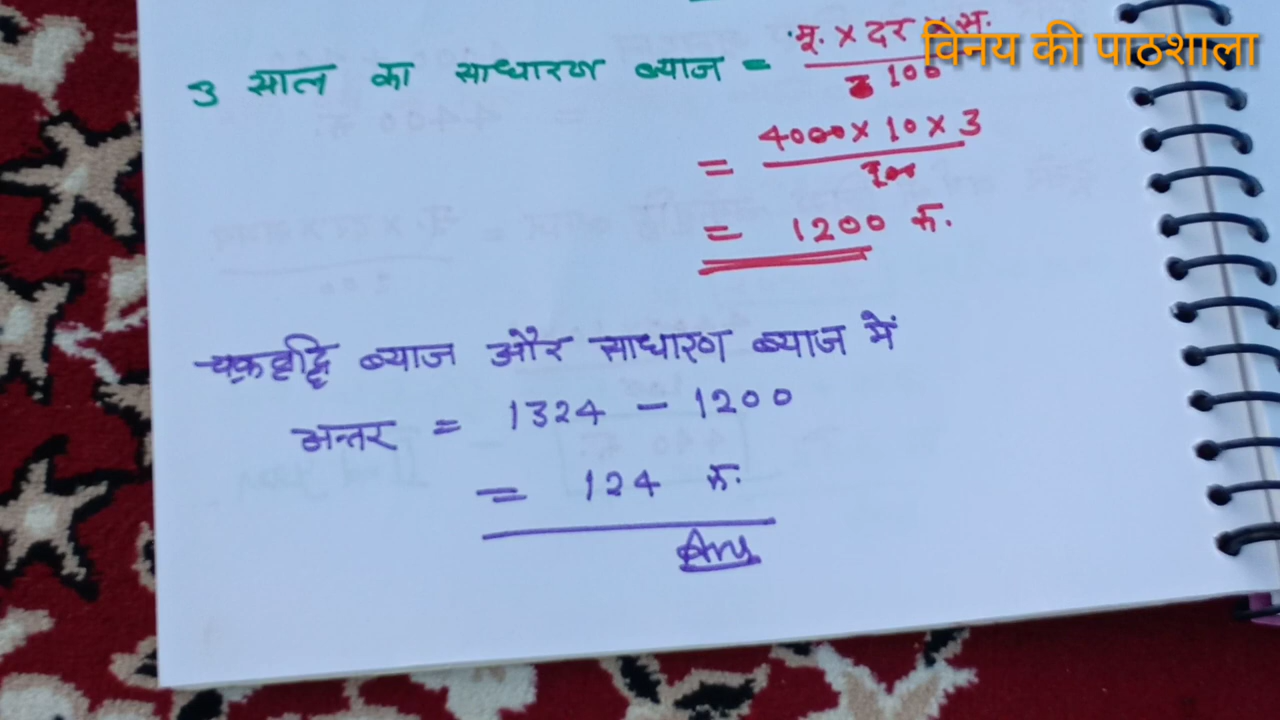 विनय की पाठशाला
3 साल का साधारण ब्याज = मू. × दर × स. / 100
= 4000 × 10 × 3 / 100
= 1200 रु.
चक्रवृद्धि ब्याज और साधारण ब्याज में
अन्तर = 1324 - 1200
= 124 रु.
Ans